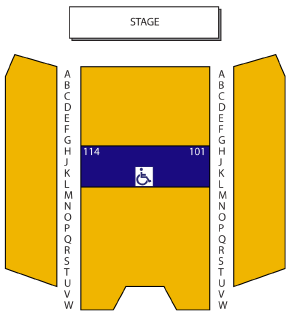 STAGE
A A
B B
C C
D D
E E
F F
G G
H 114 101 H
J J
K K
L L
M M
N N
O O
P P
Q Q
R R
S S
T T
U U
V V
W W